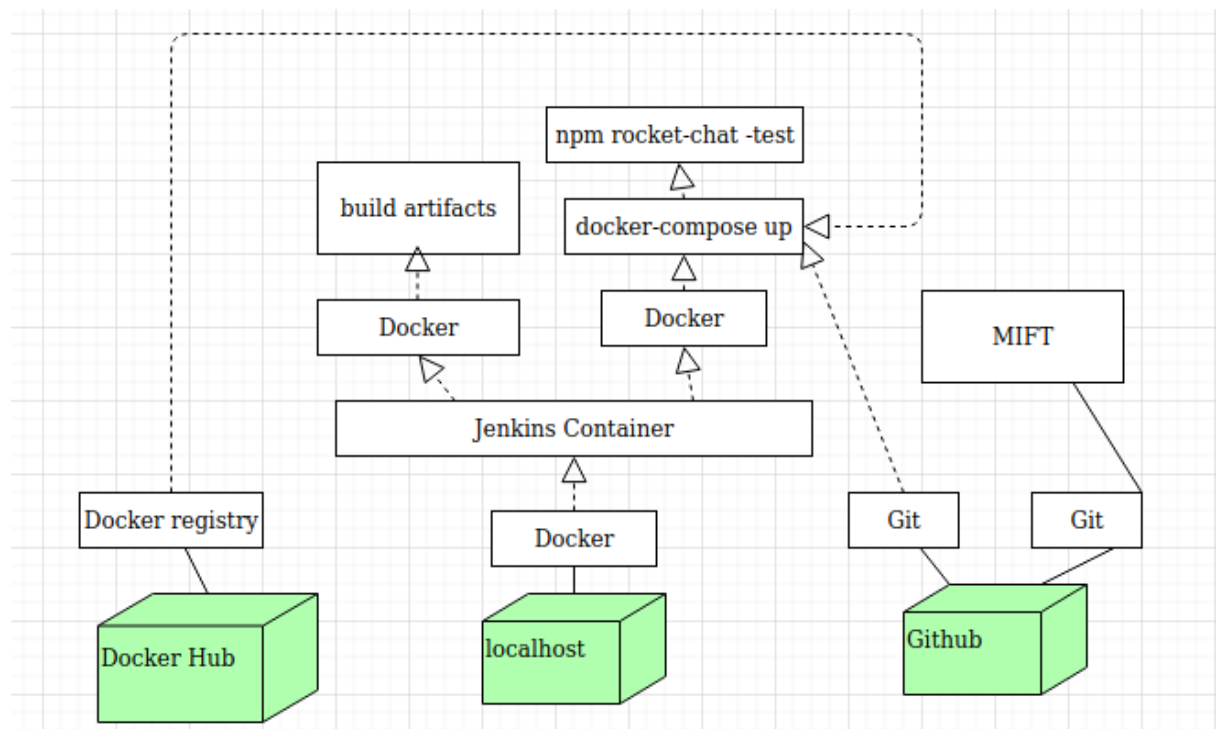 npm rocket-chat -test
build artifacts
docker-compose up
Docker
Docker
MIFT
Jenkins Container
Docker registry
Docker
Git
Git
Docker Hub
localhost
Github